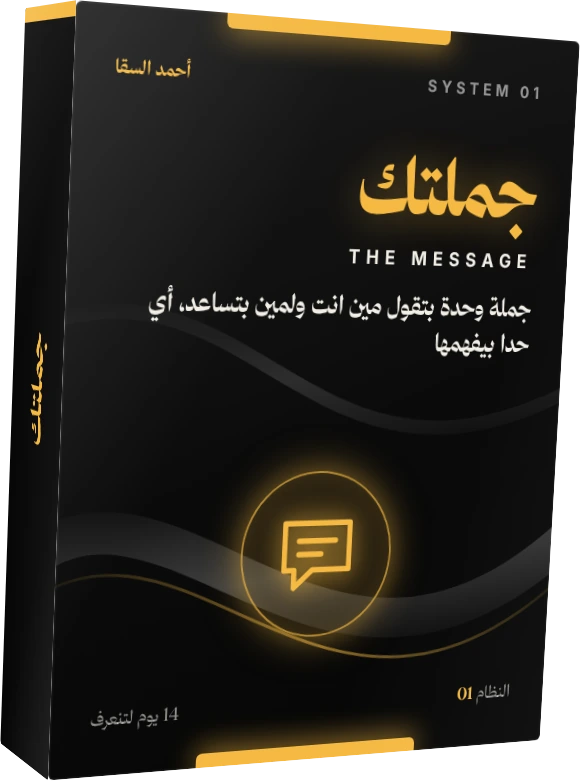 أحمد السقا
SYSTEM 01
جملتك
THE MESSAGE
جملة وحدة بتقول مين انت ولمين بتساعد، أي
حدا بيفهمها
جملتك
النظام 01
14 يوم لتنعرف